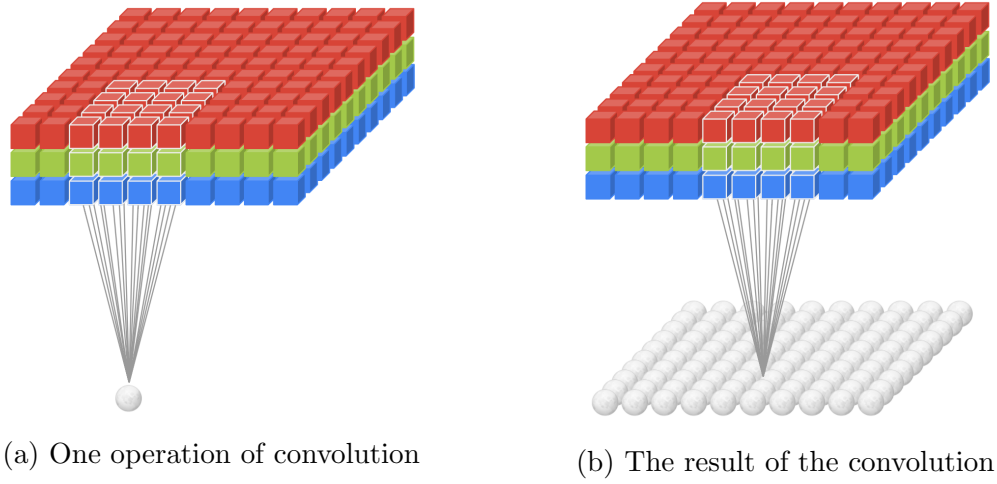 (a) One operation of convolution
(b) The result of the convolution